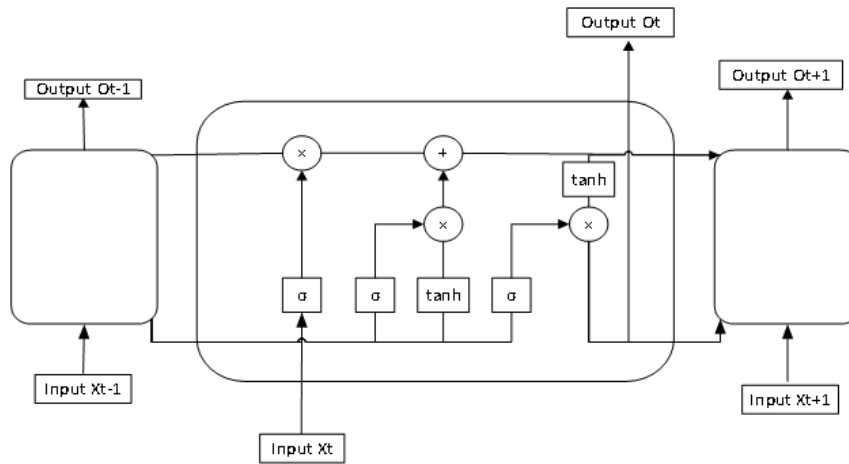 Output Ot
Output Ot-1
Output Ot+1
×
+
tanh
×
×
σ
σ
tanh
σ
Input Xt-1
Input Xt+1
Input Xt